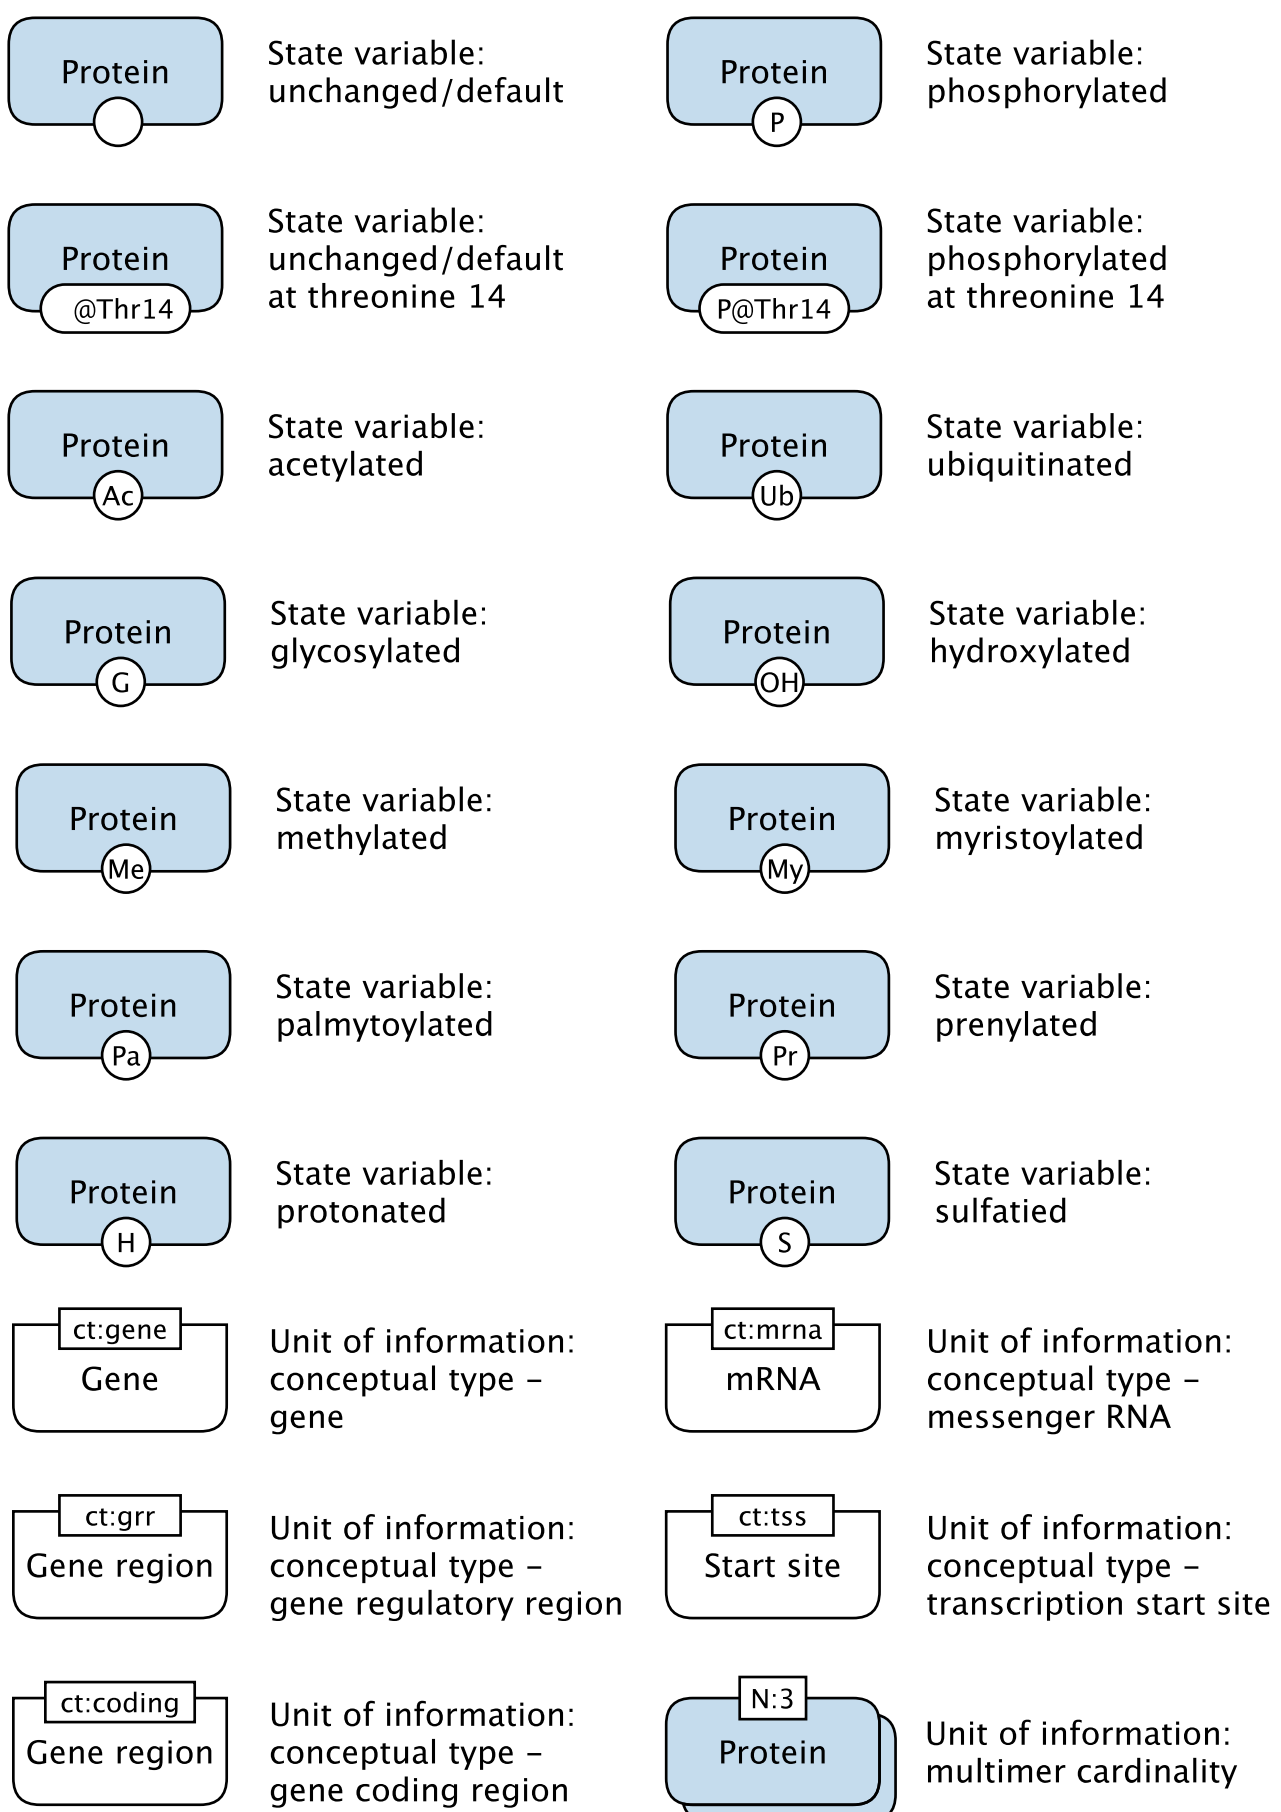 Protein
State variable:
unchanged/default
Protein
P
State variable:
phosphorylated
Protein
@Thr14
State variable:
unchanged/default
at threonine 14
Protein
P@Thr14
State variable:
phosphorylated
at threonine 14
Protein
Ac
State variable:
acetylated
Protein
Ub
State variable:
ubiquitinated
Protein
G
State variable:
glycosylated
Protein
OH
State variable:
hydroxylated
Protein
Me
State variable:
methylated
Protein
My
State variable:
myristoylated
Protein
Pa
State variable:
palmytoylated
Protein
Pr
State variable:
prenylated
Protein
H
State variable:
protonated
Protein
S
State variable:
sulfatied
ct:gene
Gene
Unit of information:
conceptual type –
gene
ct:mrna
mRNA
Unit of information:
conceptual type –
messenger RNA
ct:grr
Gene region
Unit of information:
conceptual type –
gene regulatory region
ct:tss
Start site
Unit of information:
conceptual type –
transcription start site
ct:coding
Gene region
Unit of information:
conceptual type –
gene coding region
N:3
Protein
Unit of information:
multimer cardinality